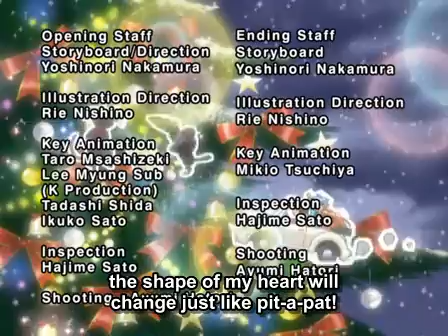 Opening Staff
Storyboard/Direction
Yoshinori Nakamura
Illustration Direction
Rie Nishino
Key Animation
Taro Msashizeki
Lee Myung Sub
(K Production)
Tadashi Shida
Ikuko Sato
Inspection
Hajime Sato
Shooting
Ending Staff
Storyboard
Yoshinori Nakamura
Illustration Direction
Rie Nishino
Key Animation
Mikio Tsuchiya
Inspection
Hajime Sato
Shooting
Ayumi Hatori
the shape of my heart will
change just like pit-a-pat!